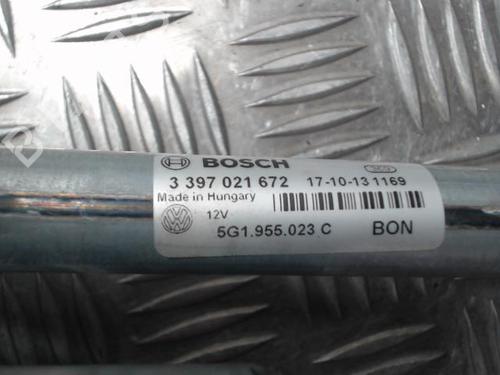 BOSCH
3 397 021 672 17-10-13 1169
Made in Hungary
12V
5G1.955.023 C BON